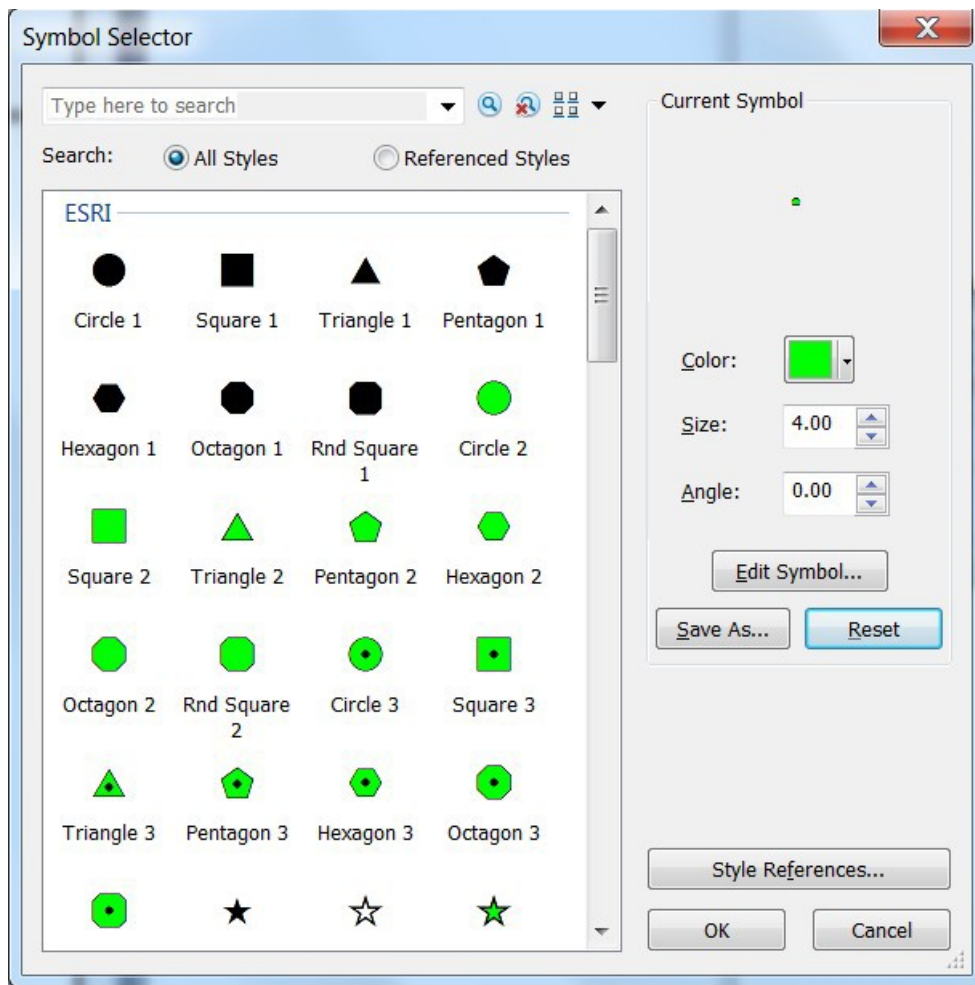 Symbol Selector
X
Type here to search
Search:
All Styles
Referenced Styles
ESRI
Circle 1
Square 1
Triangle 1
Pentagon 1
Hexagon 1
Octagon 1
Rnd Square
1
Circle 2
Square 2
Triangle 2
Pentagon 2
Hexagon 2
Octagon 2
Rnd Square
2
Circle 3
Square 3
Triangle 3
Pentagon 3
Hexagon 3
Octagon 3
Current Symbol
Color:
Size:
4.00
Angle:
0.00
Edit Symbol...
Save As...
Reset
Style References...
OK
Cancel